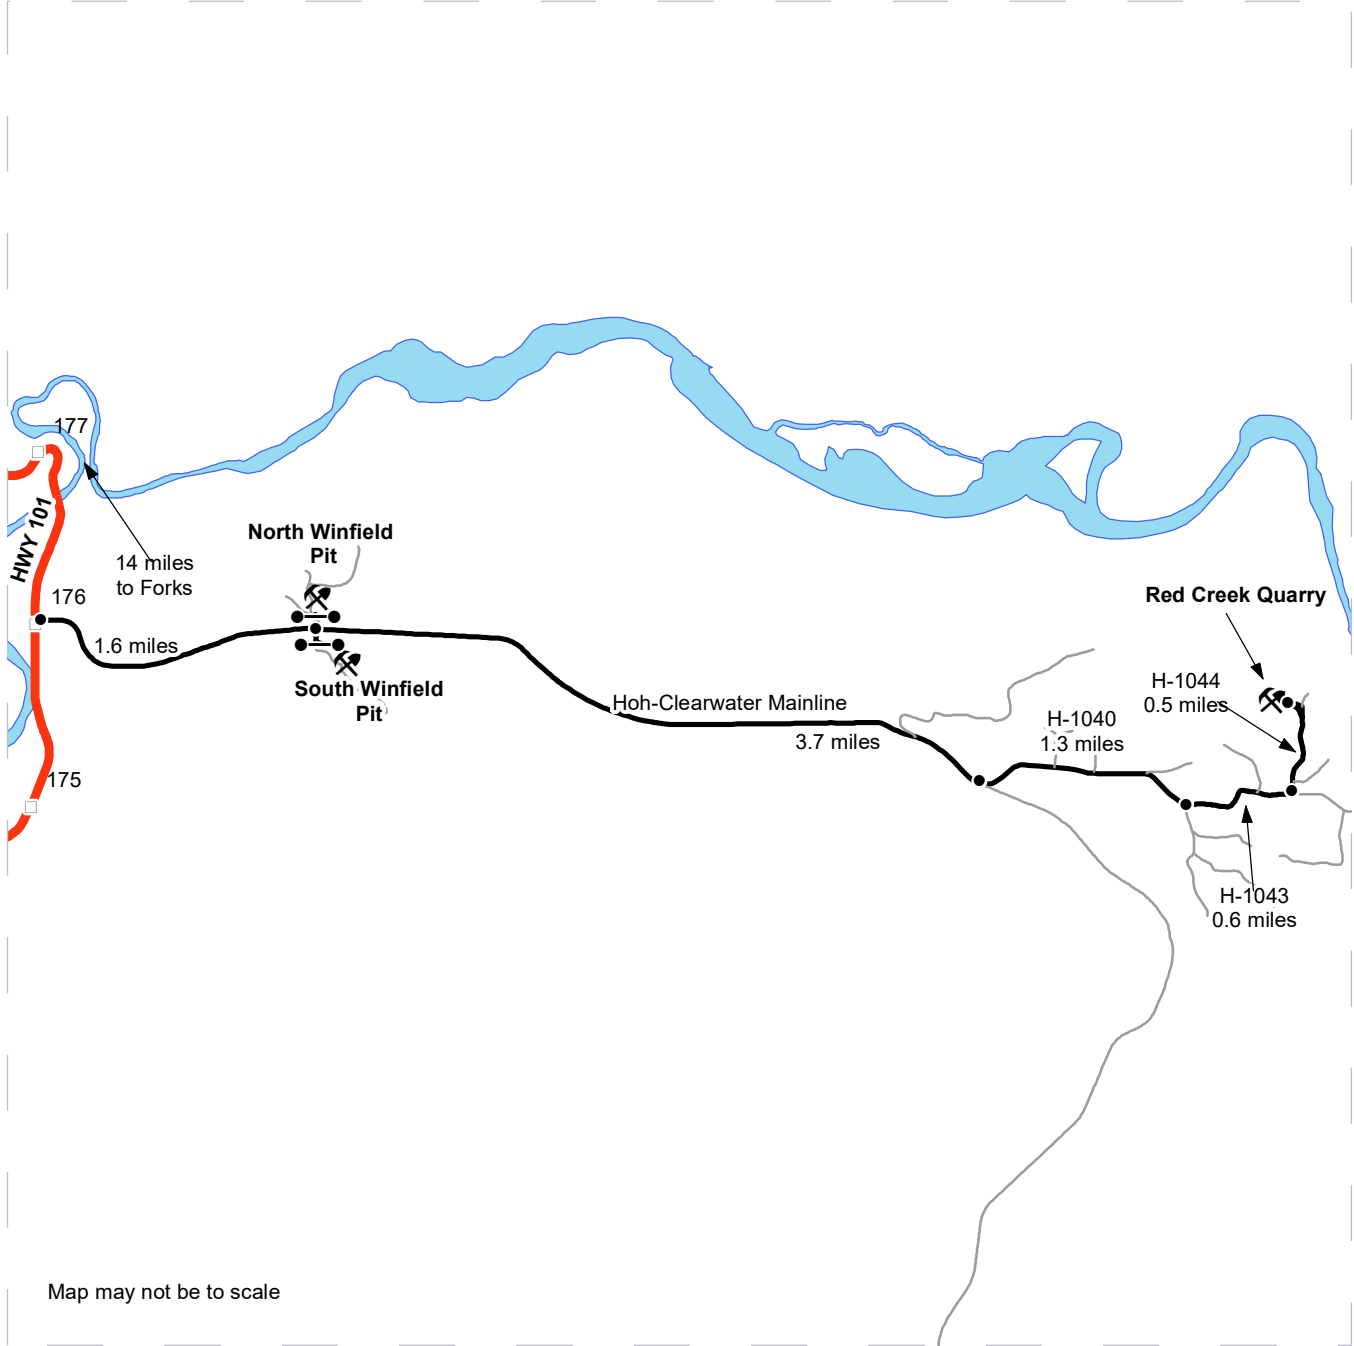 177
HWY 101
North Winfield
Pit
14 miles
to Forks
176
Red Creek Quarry
1.6 miles
South Winfield
Pit
H-1044
0.5 miles
Hoh-Clearwater Mainline
3.7 miles
H-1040
1.3 miles
175
H-1043
0.6 miles
Map may not be to scale